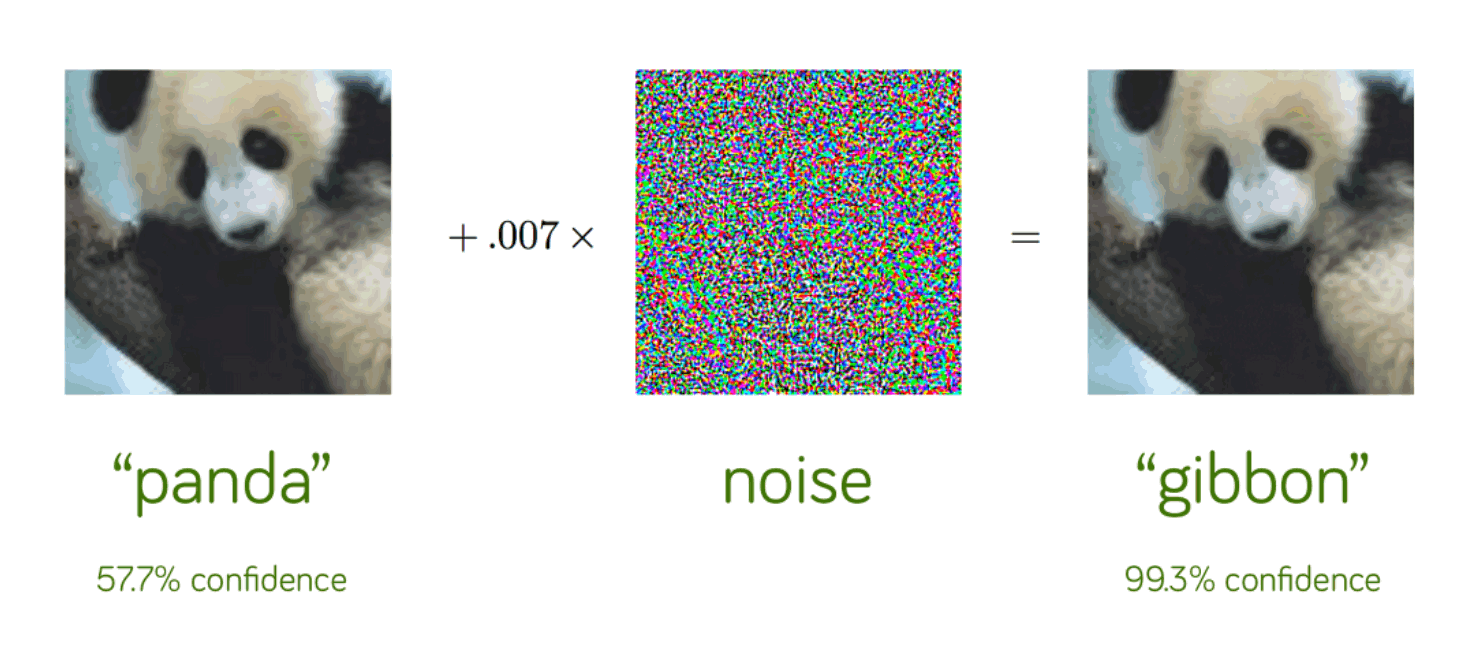 + .007 × =
“panda” noise “gibbon”
57.7% confidence 99.3% confidence